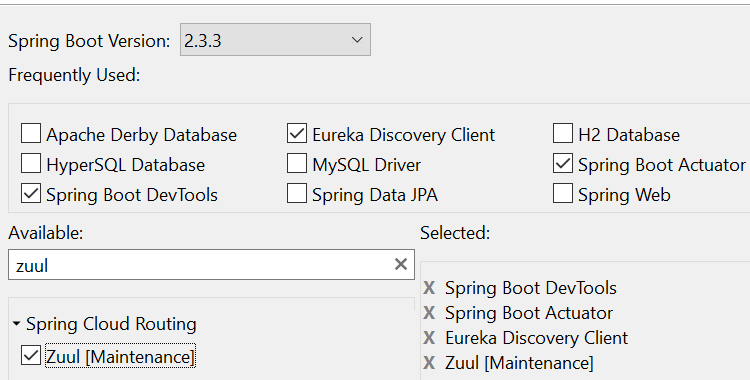 Spring Boot Version: 2.3.3
Frequently Used:
Apache Derby Database Eureka Discovery Client H2 Database
HyperSQL Database MySQL Driver Spring Boot Actuator
Spring Boot DevTools Spring Data JPA Spring Web
Available: Selected:
zuul
X Spring Boot DevTools
X Spring Boot Actuator
Spring Cloud Routing
X Eureka Discovery Client
Zuul [Maintenance]
X Zuul [Maintenance]